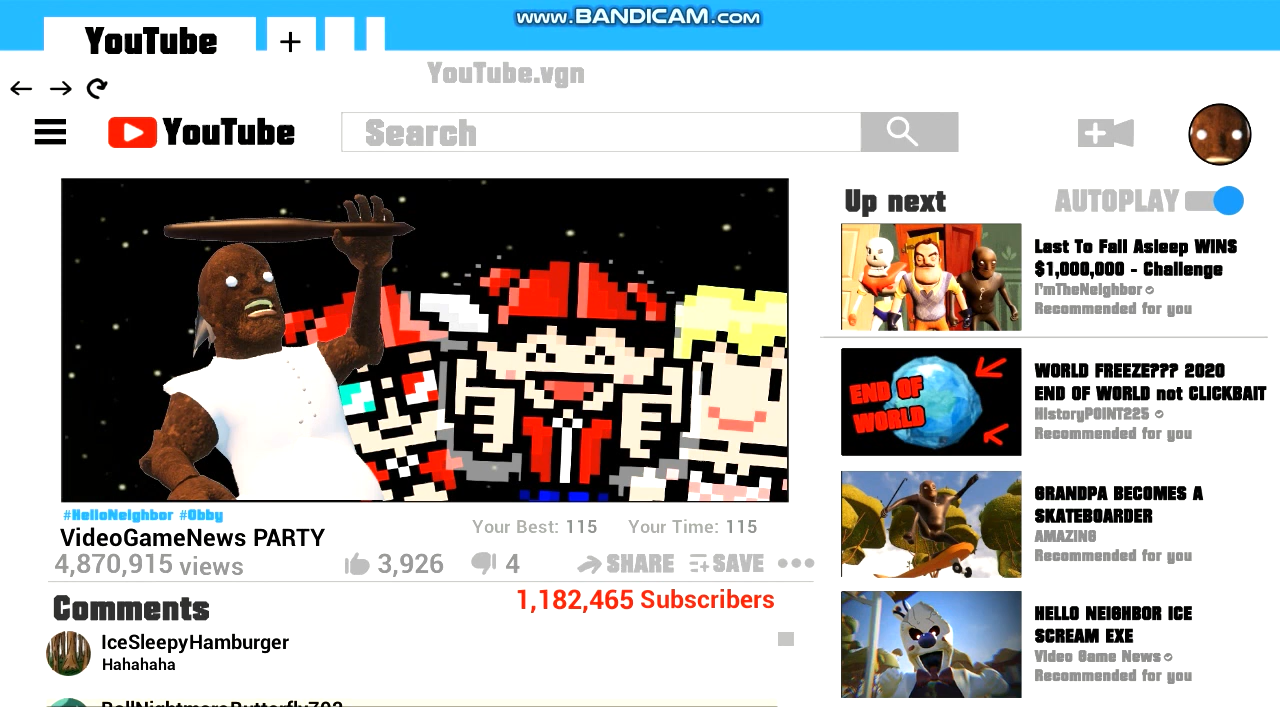 www.BANDICAM.com
YouTube
+
YouTube.vgn
YouTube
Search
Up next
AUTOPLAY
Last To Fall Asleep WINS
$1,000,000 - Challenge
I'mTheNeighbor
Recommended for you
END OF
WORLD
WORLD FREEZE??? 2020
END OF WORLD not CLICKBAIT
HistoryPOINT225
Recommended for you
GRANDPA BECOMES A
SKATEBOARDER
AMAZING
Recommended for you
HELLO NEIGHBOR ICE
SCREAM EXE
Video Game News
Recommended for you
#HelloNeighbor #Obby
VideoGameNews PARTY
Your Best: 115 Your Time: 115
4,870,915 views
3,926 4 SHARE SAVE
1,182,465 Subscribers
Comments
IceSleepyHamburger
Hahahaha